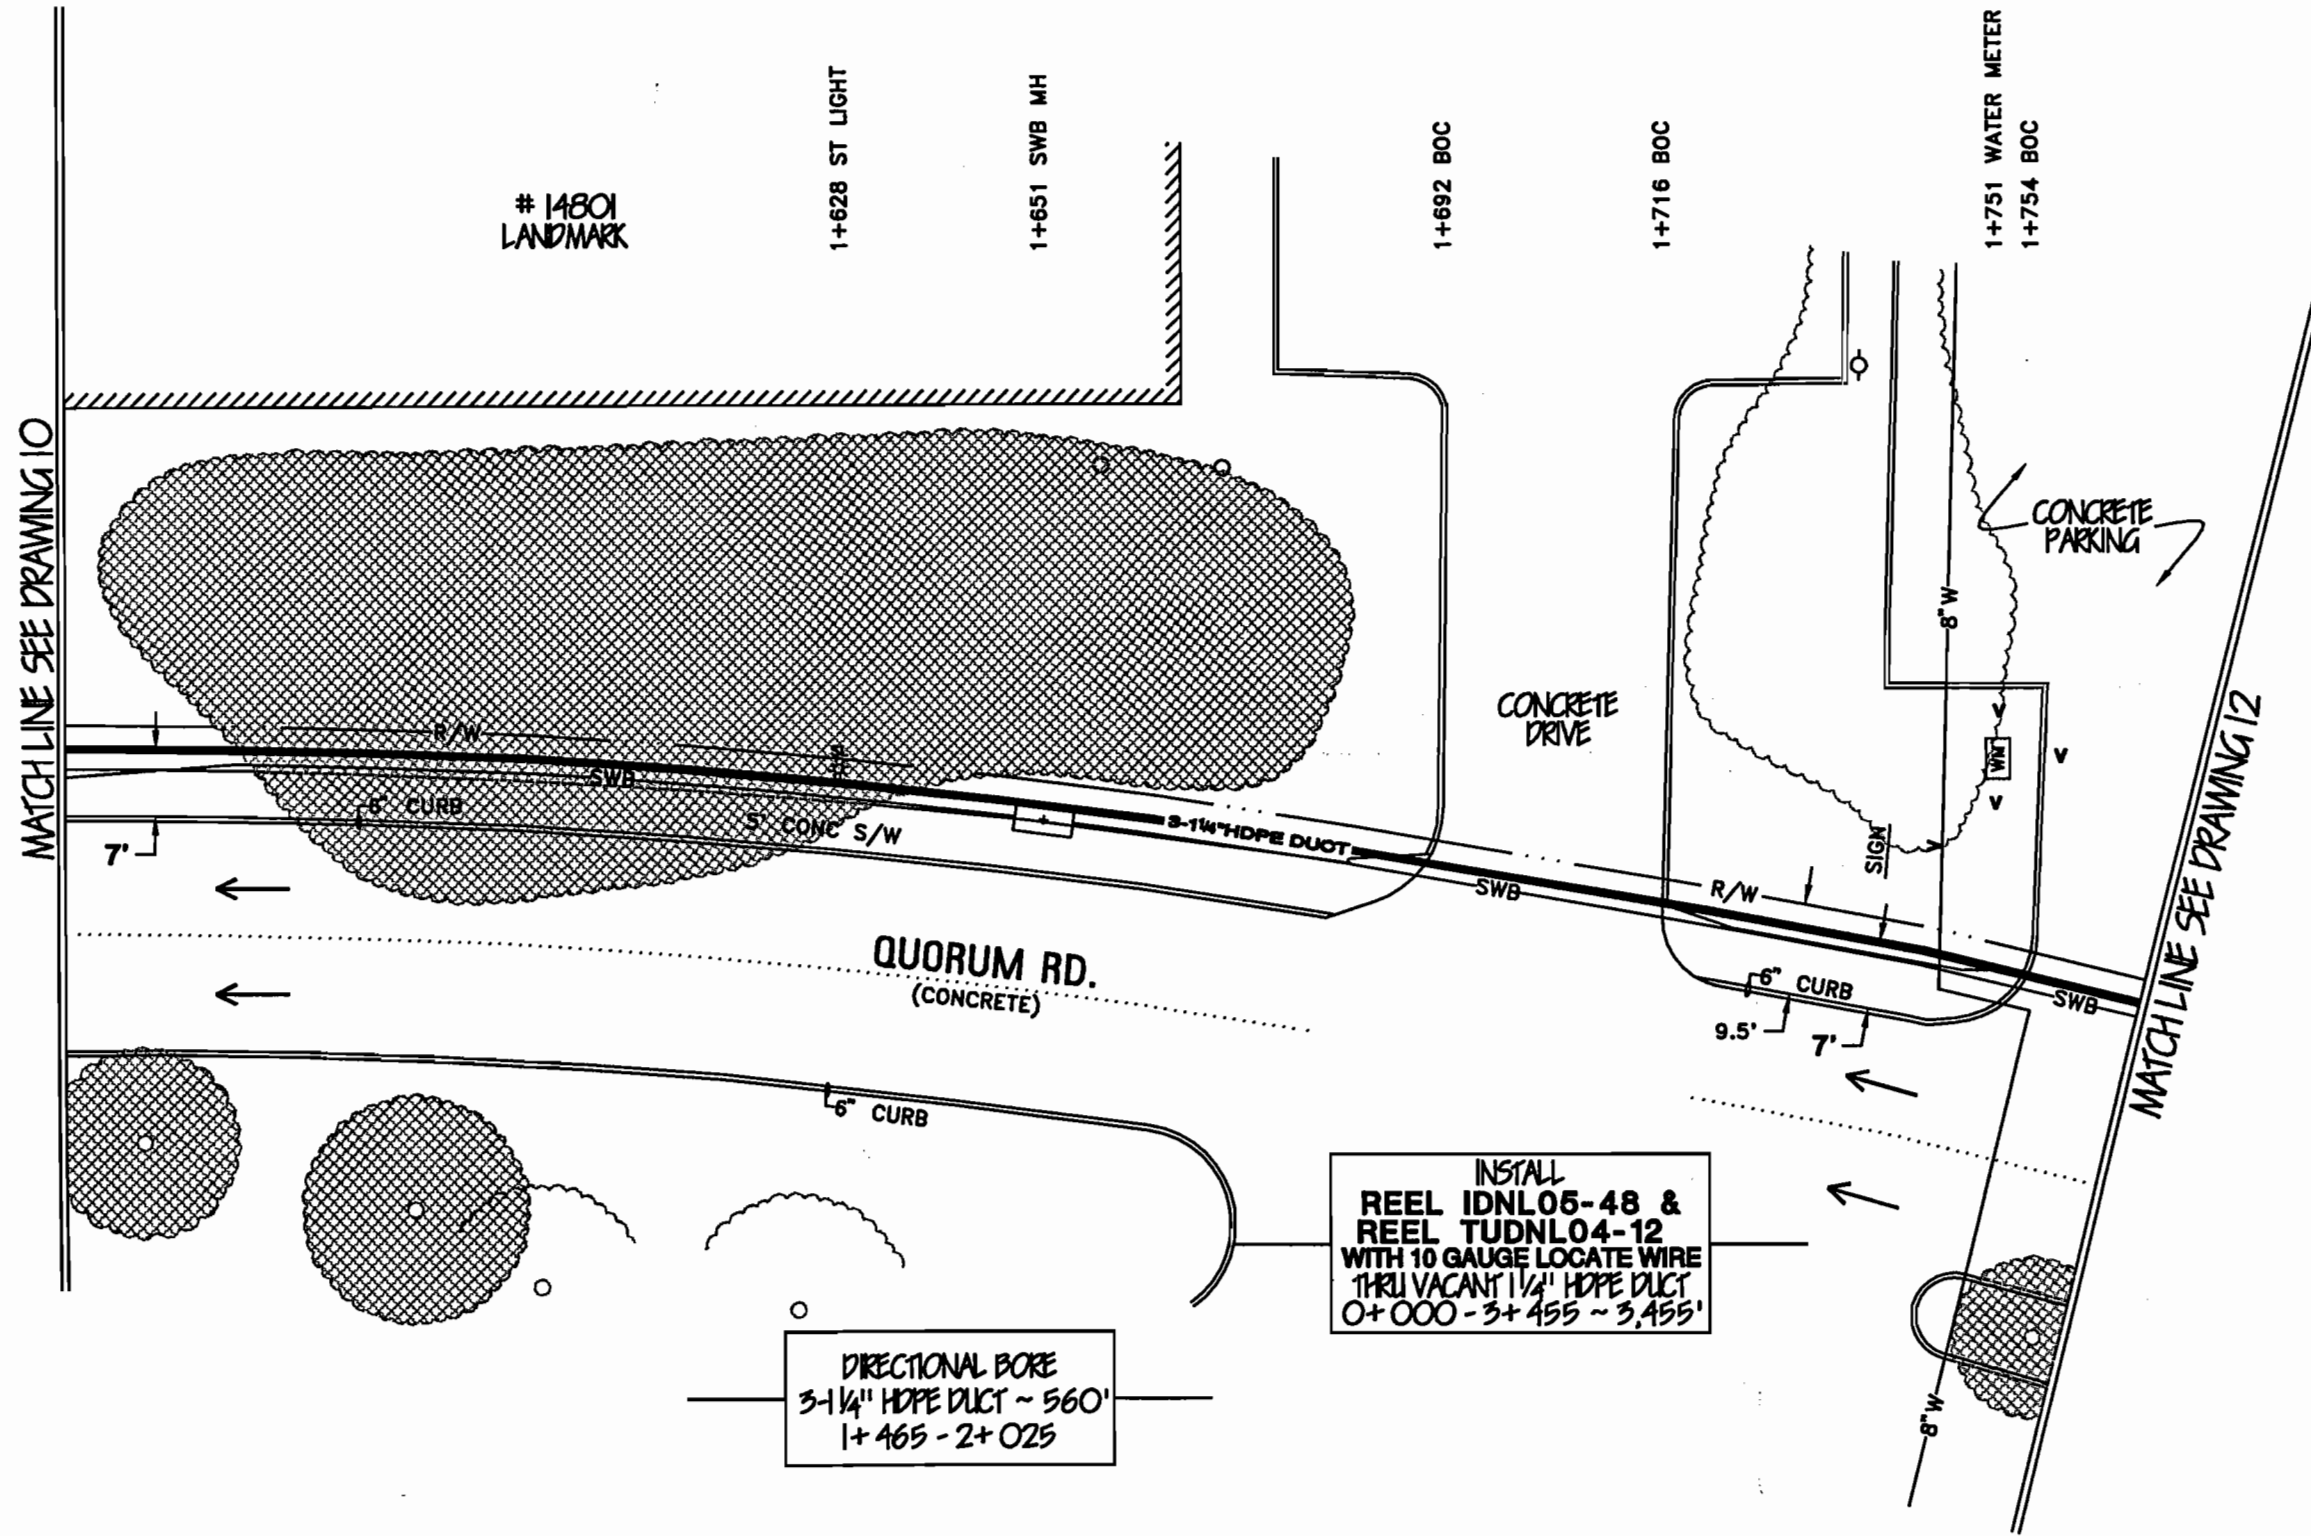 1+628 ST LIGHT
1+651 SWB MH
1+692 BOC
1+716 BOC
1+751 WATER METER
1+754 BOC
# 14801
LANDMARK
MATCH LINE SEE DRAWING 10
CONCRETE
PARKING
8"W
CONCRETE
DRIVE
R/W
SWB
6" CURB
5' CONC S/W
7'
3-1¼" HDPE DUCT
SWB
R/W
SIGN
WM
V
V
V
V
SWB
6" CURB
9.5'
7'
MATCH LINE SEE DRAWING 12
QUORUM RD.
(CONCRETE)
6" CURB
INSTALL
REEL IDNL05-48 &
REEL TUDNL04-12
WITH 10 GAUGE LOCATE WIRE
THRU VACANT 1¼" HDPE DUCT
0+000 - 3+455 ~ 3,455'
DIRECTIONAL BORE
3-1¼" HDPE DUCT ~ 560'
1+465 - 2+025
8"W